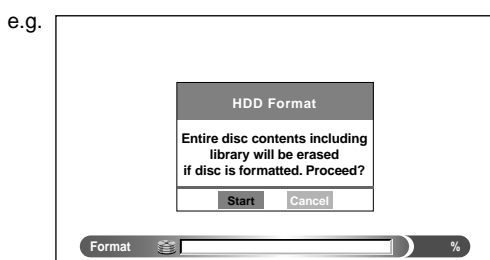 e.g.
HDD Format
Entire disc contents including
library will be erased
if disc is formatted. Proceed?
Start Cancel
Format %